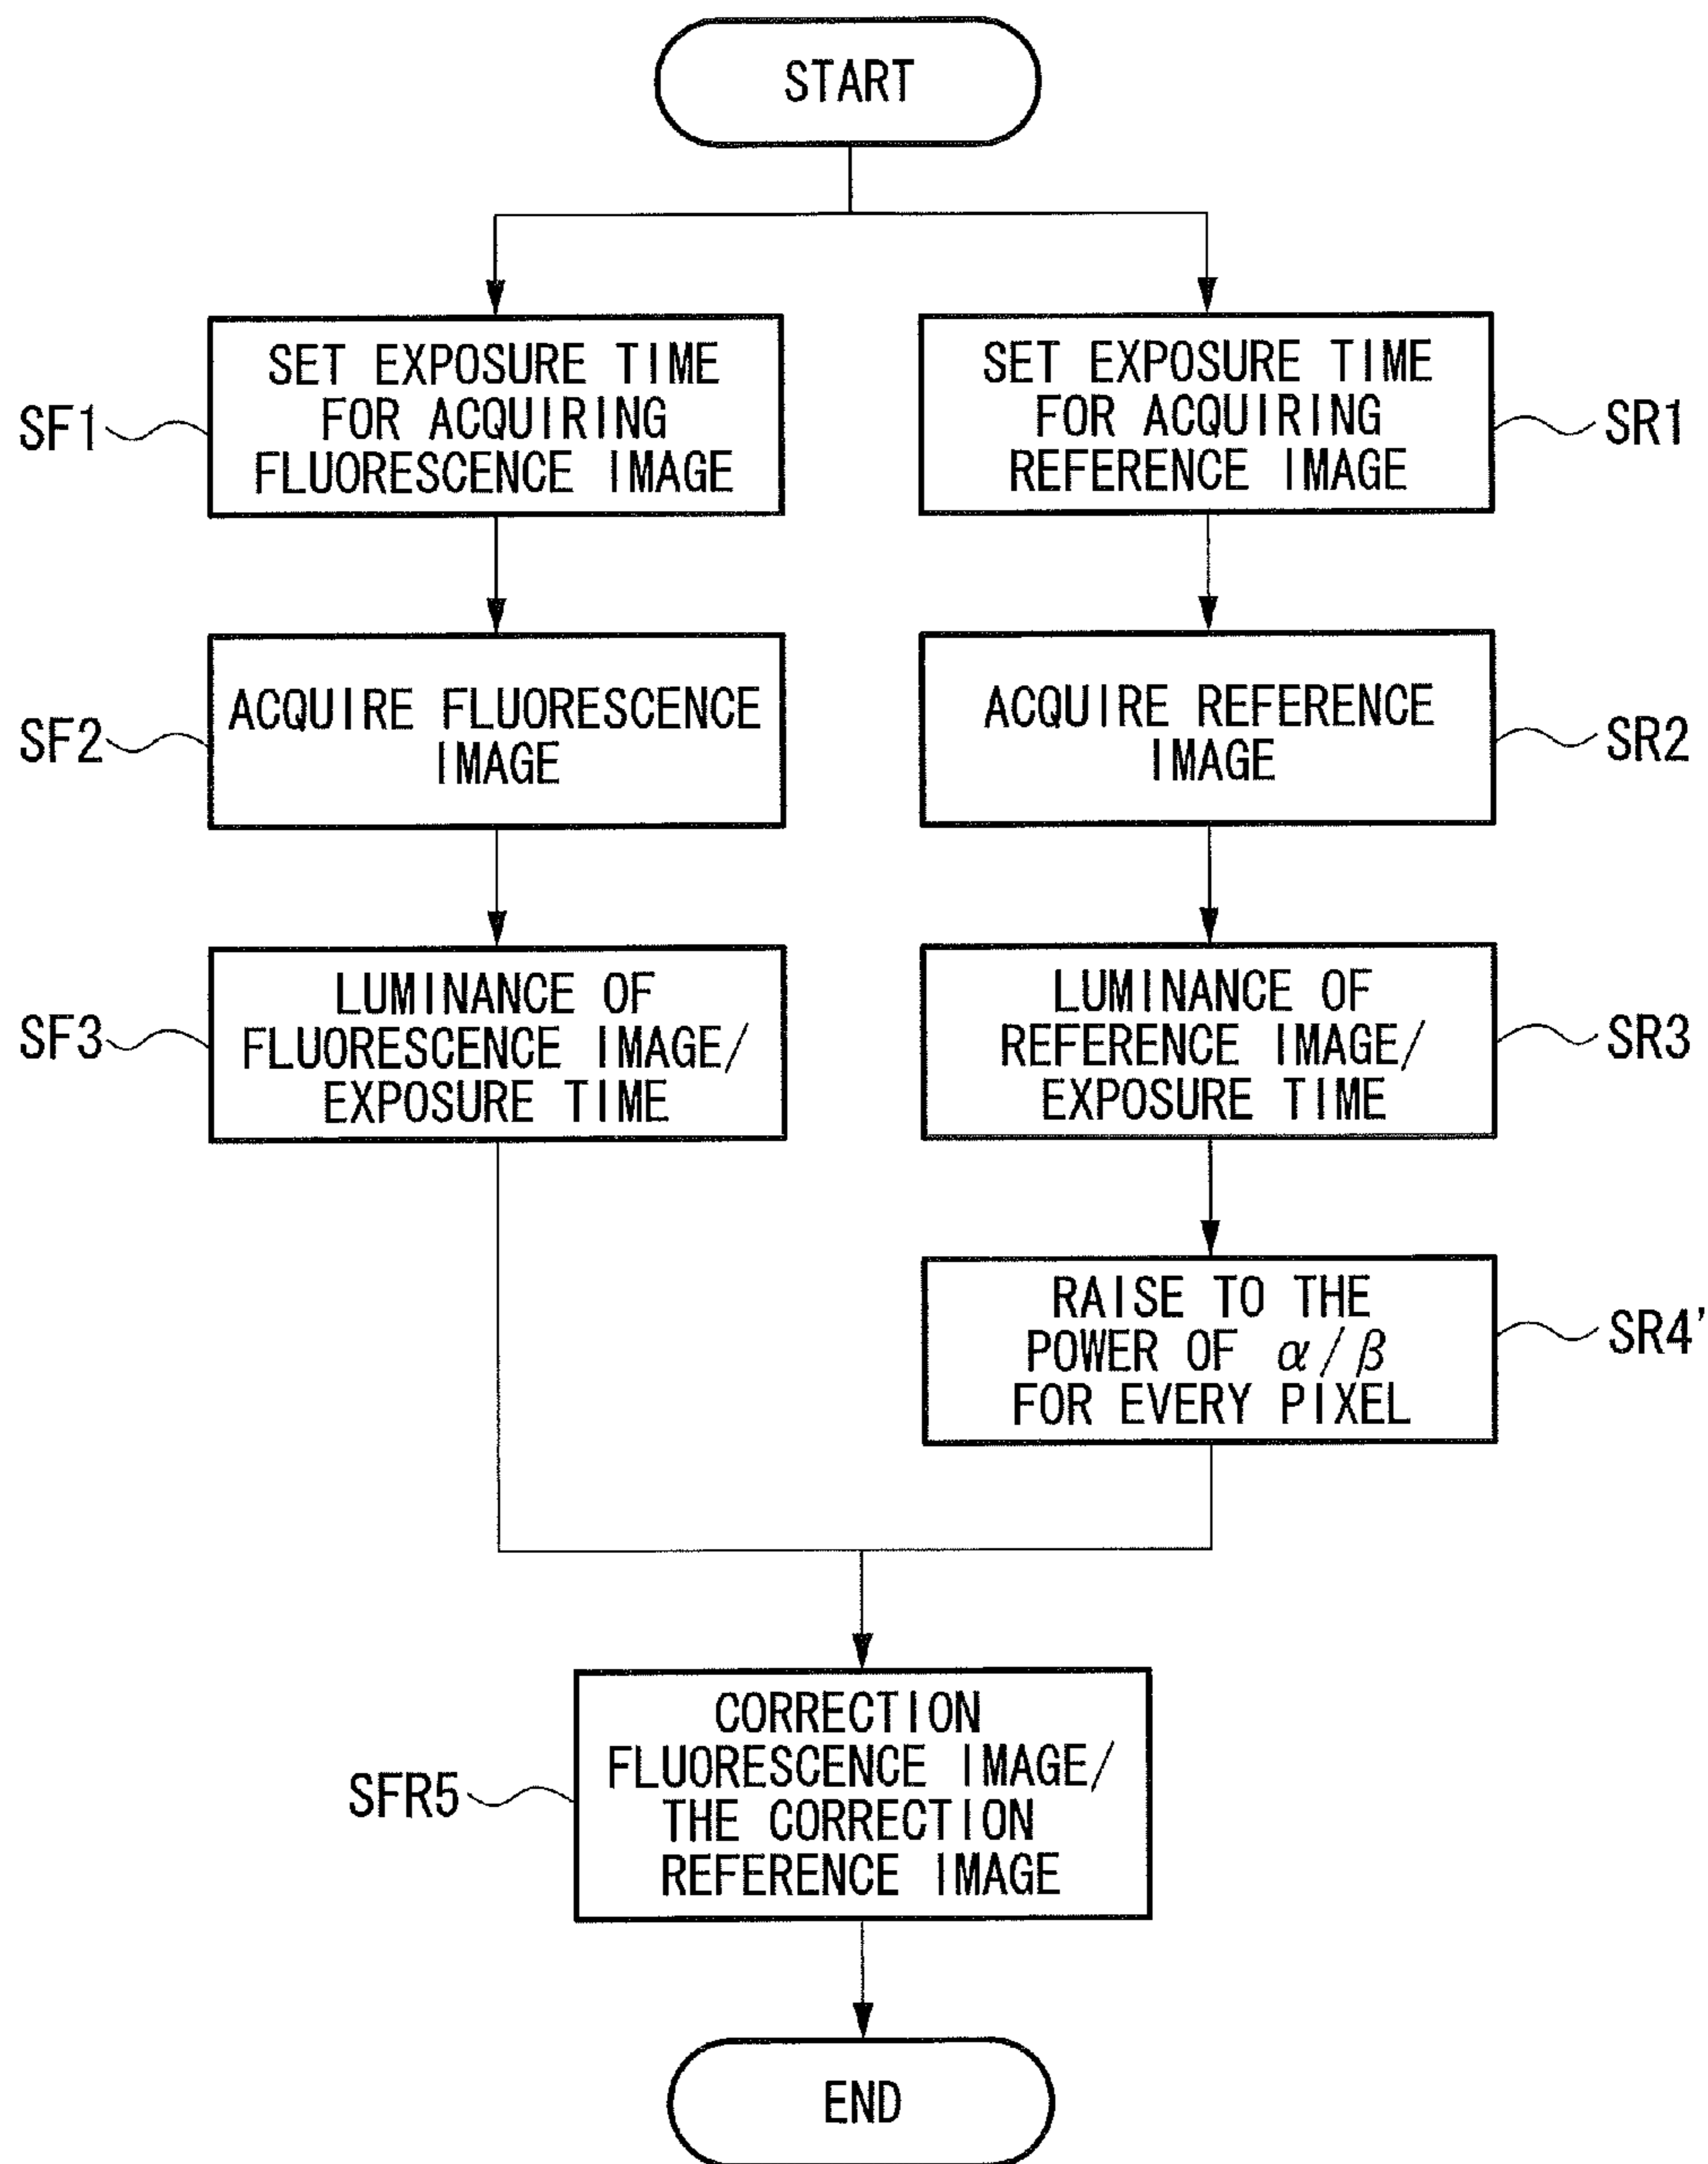 START
SET EXPOSURE TIME
FOR ACQUIRING
FLUORESCENCE IMAGE
SF1
SET EXPOSURE TIME
FOR ACQUIRING
REFERENCE IMAGE
SR1
ACQUIRE FLUORESCENCE
IMAGE
SF2
ACQUIRE REFERENCE
IMAGE
SR2
LUMINANCE OF
FLUORESCENCE IMAGE/
EXPOSURE TIME
SF3
LUMINANCE OF
REFERENCE IMAGE/
EXPOSURE TIME
SR3
RAISE TO THE
POWER OF α/β
FOR EVERY PIXEL
SR4'
CORRECTION
FLUORESCENCE IMAGE/
THE CORRECTION
REFERENCE IMAGE
SFR5
END